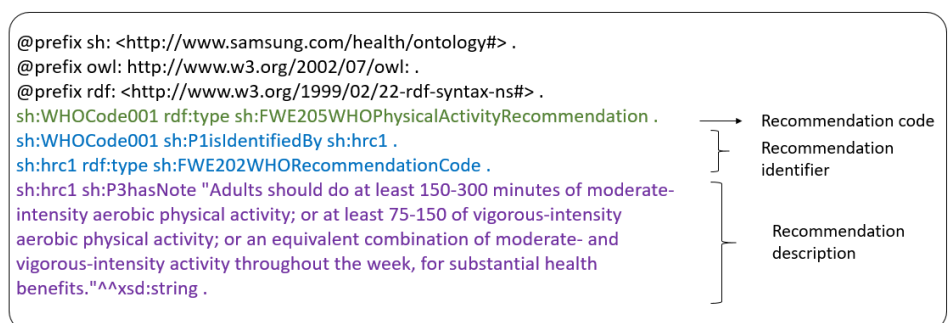 @prefix sh: <http://www.samsung.com/health/ontology#> .
@prefix owl: http://www.w3.org/2002/07/owl: .
@prefix rdf: <http://www.w3.org/1999/02/22-rdf-syntax-ns#> .
sh:WHOCode001 rdf:type sh:FWE205WHOPhysicalActivityRecommendation .
Recommendation code
sh:WHOCode001 sh:P1isIdentifiedBy sh:hrc1 .
sh:hrc1 rdf:type sh:FWE202WHORecommendationCode .
Recommendation
identifier
sh:hrc1 sh:P3hasNote "Adults should do at least 150-300 minutes of moderate-
intensity aerobic physical activity; or at least 75-150 of vigorous-intensity
aerobic physical activity; or an equivalent combination of moderate- and
vigorous-intensity activity throughout the week, for substantial health
benefits."^^xsd:string .
Recommendation
description